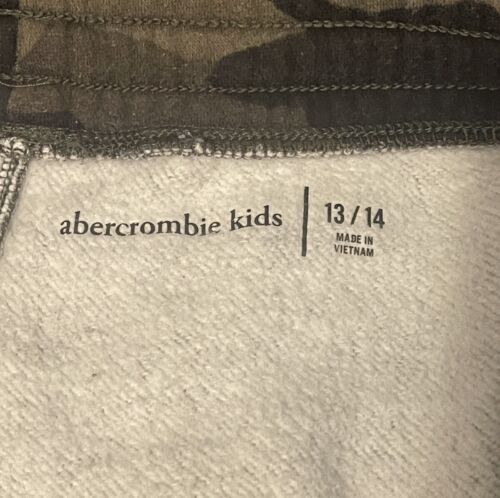 abercrombie kids
13 / 14
MADE IN
VIETNAM